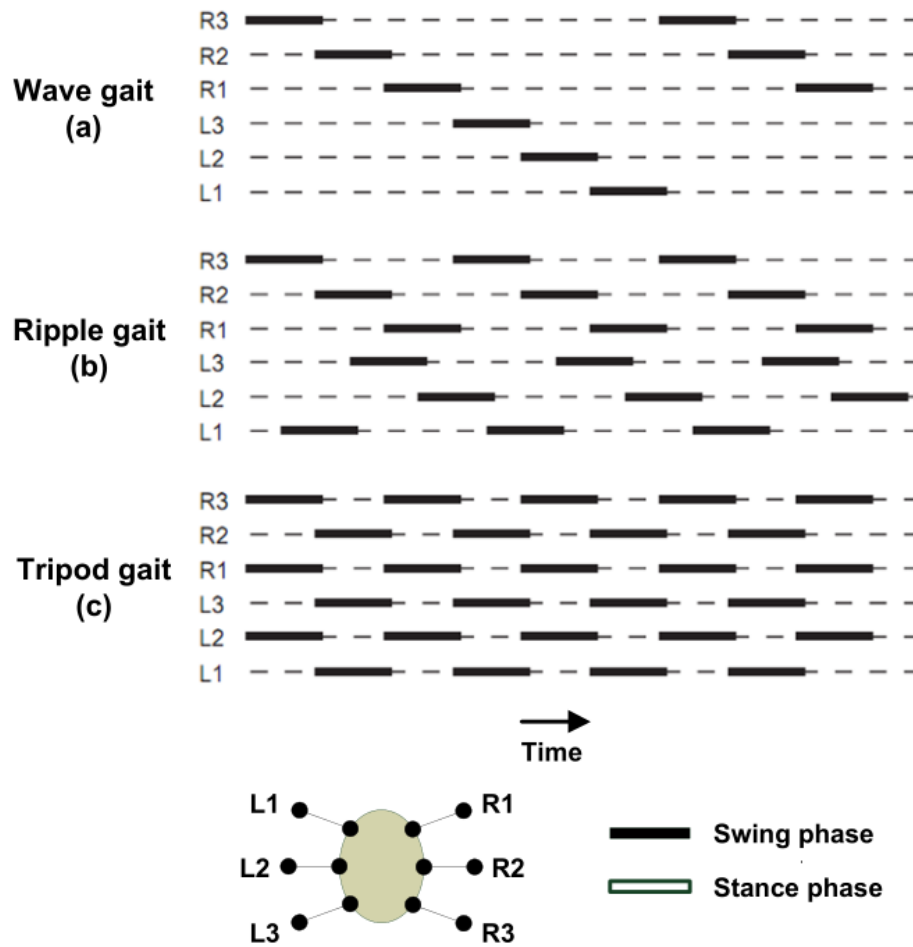 R3
R2
Wave gait
R1
(a)
L3
L2
L1
R3
R2
Ripple gait
R1
(b)
L3
L2
L1
R3
R2
Tripod gait
R1
(c)
L3
L2
L1
Time
L1
R1
L2
R2
L3
R3
Swing phase
Stance phase